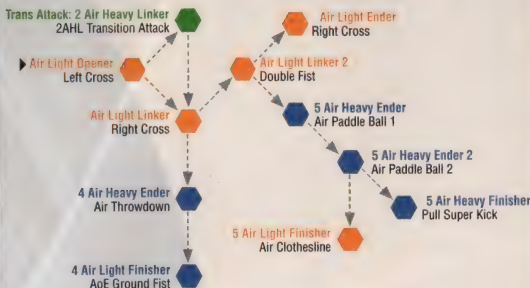 Trans Attack: 2 Air Heavy Linker
2AHL Transition Attack
Air Light Ender
Right Cross
Air Light Opener
Left Cross
Air Light Linker 2
Double Fist
Air Light Linker
Right Cross
5 Air Heavy Ender
Air Paddle Ball 1
5 Air Heavy Ender 2
Air Paddle Ball 2
4 Air Heavy Ender
Air Throwdown
5 Air Heavy Finisher
Pull Super Kick
5 Air Light Finisher
Air Clothesline
4 Air Light Finisher
AoE Ground Fist